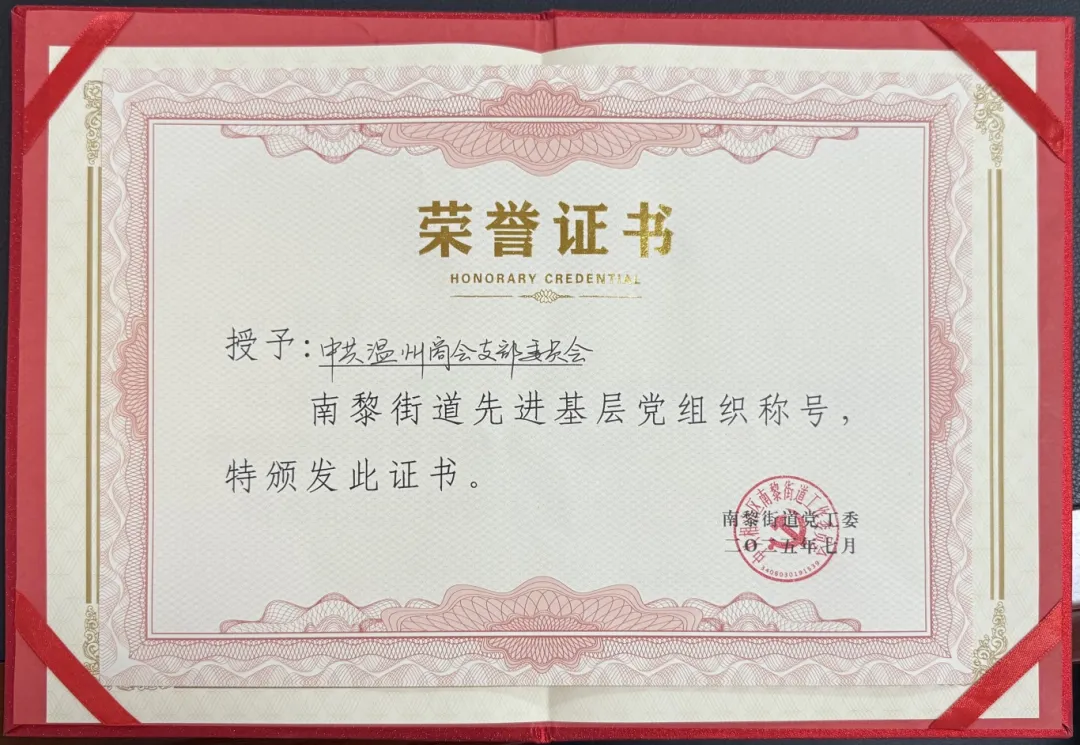 荣誉证书
HONORARY CREDENTIAL
授予：中共温州商会支部委员会
南黎街道先进基层党组织称号，
特颁发此证书。
南黎街道党工委
二〇二五年七月